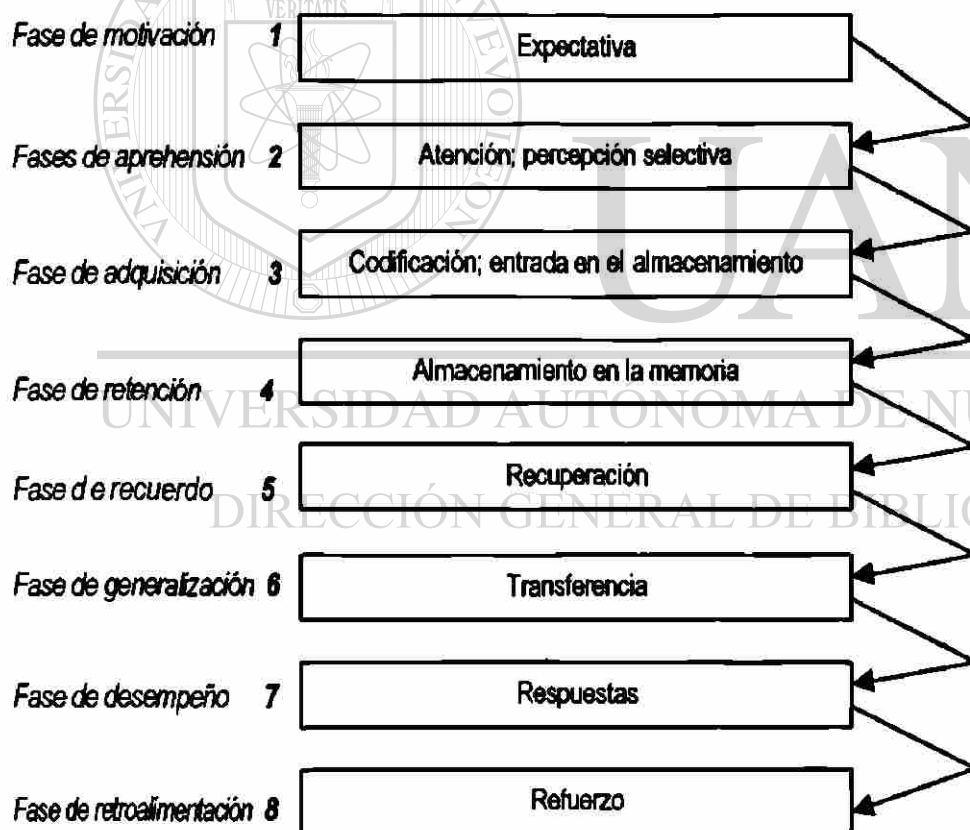 VERITATIS
Fase de motivación 1 Expectativa
Fases de aprehensión 2 Atención; percepción selectiva
Fase de adquisición 3 Codificación; entrada en el almacenamiento
Fase de retención 4 Almacenamiento en la memoria
UNIVERSIDAD AUTÓNOMA DE
Fase d e recuerdo 5 Recuperación
DIRECCIÓN GENERAL DE
Fase de generalización 6 Transferencia
Fase de desempeño 7 Respuestas
Fase de retroalimentación 8 Refuerzo